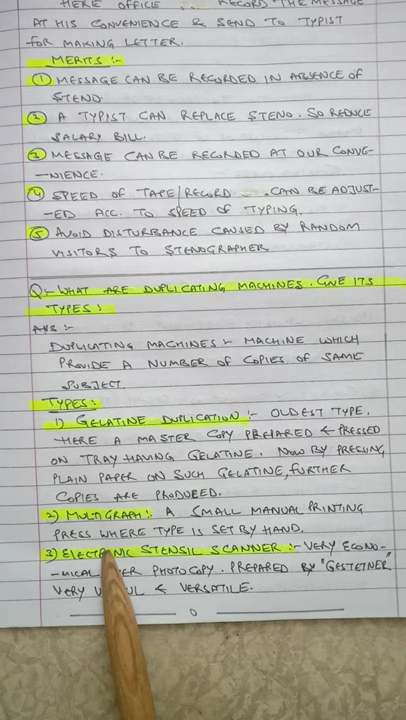 HERE OFFICE RECORD THE MESSAGE
AT HIS CONVENIENCE & SEND TO TYPIST
FOR MAKING LETTER.
MERITS :-
① MESSAGE CAN BE RECORDED IN ABSENCE OF
STENO.
② A TYPIST CAN REPLACE STENO. SO REDUCE
SALARY BILL.
③ MESSAGE CAN BE RECORDED AT OUR CONVE-
-NIENCE.
④ SPEED OF TAPE/RECORD CAN BE ADJUST-
-ED ACC. TO SPEED OF TYPING.
⑤ AVOID DISTURBANCE CAUSED BY RANDOM
VISITORS TO STENOGRAPHER
Q:- WHAT ARE DUPLICATING MACHINES. GIVE ITS
TYPES!
ANS :-
DUPLICATING MACHINES :- MACHINE WHICH
PROVIDE A NUMBER OF COPIES OF SAME
SUBJECT.
TYPES:
1) GELATINE DUPLICATION :- OLDEST TYPE.
HERE A MASTER COPY PREPARED & PRESSED
ON TRAY HAVING GELATINE. NOW BY PRESSING
PLAIN PAPER ON SUCH GELATINE, FURTHER
COPIES ARE PRODUCED.
2) MULTIGRAPH :- A SMALL MANUAL PRINTING
PRESS WHERE TYPE IS SET BY HAND.
3) ELECTRONIC STENSIL SCANNER :- VERY ECONO-
-MICAL PHOTOCOPY. PREPARED BY "GESTETNER
VERY & VERSATILE.